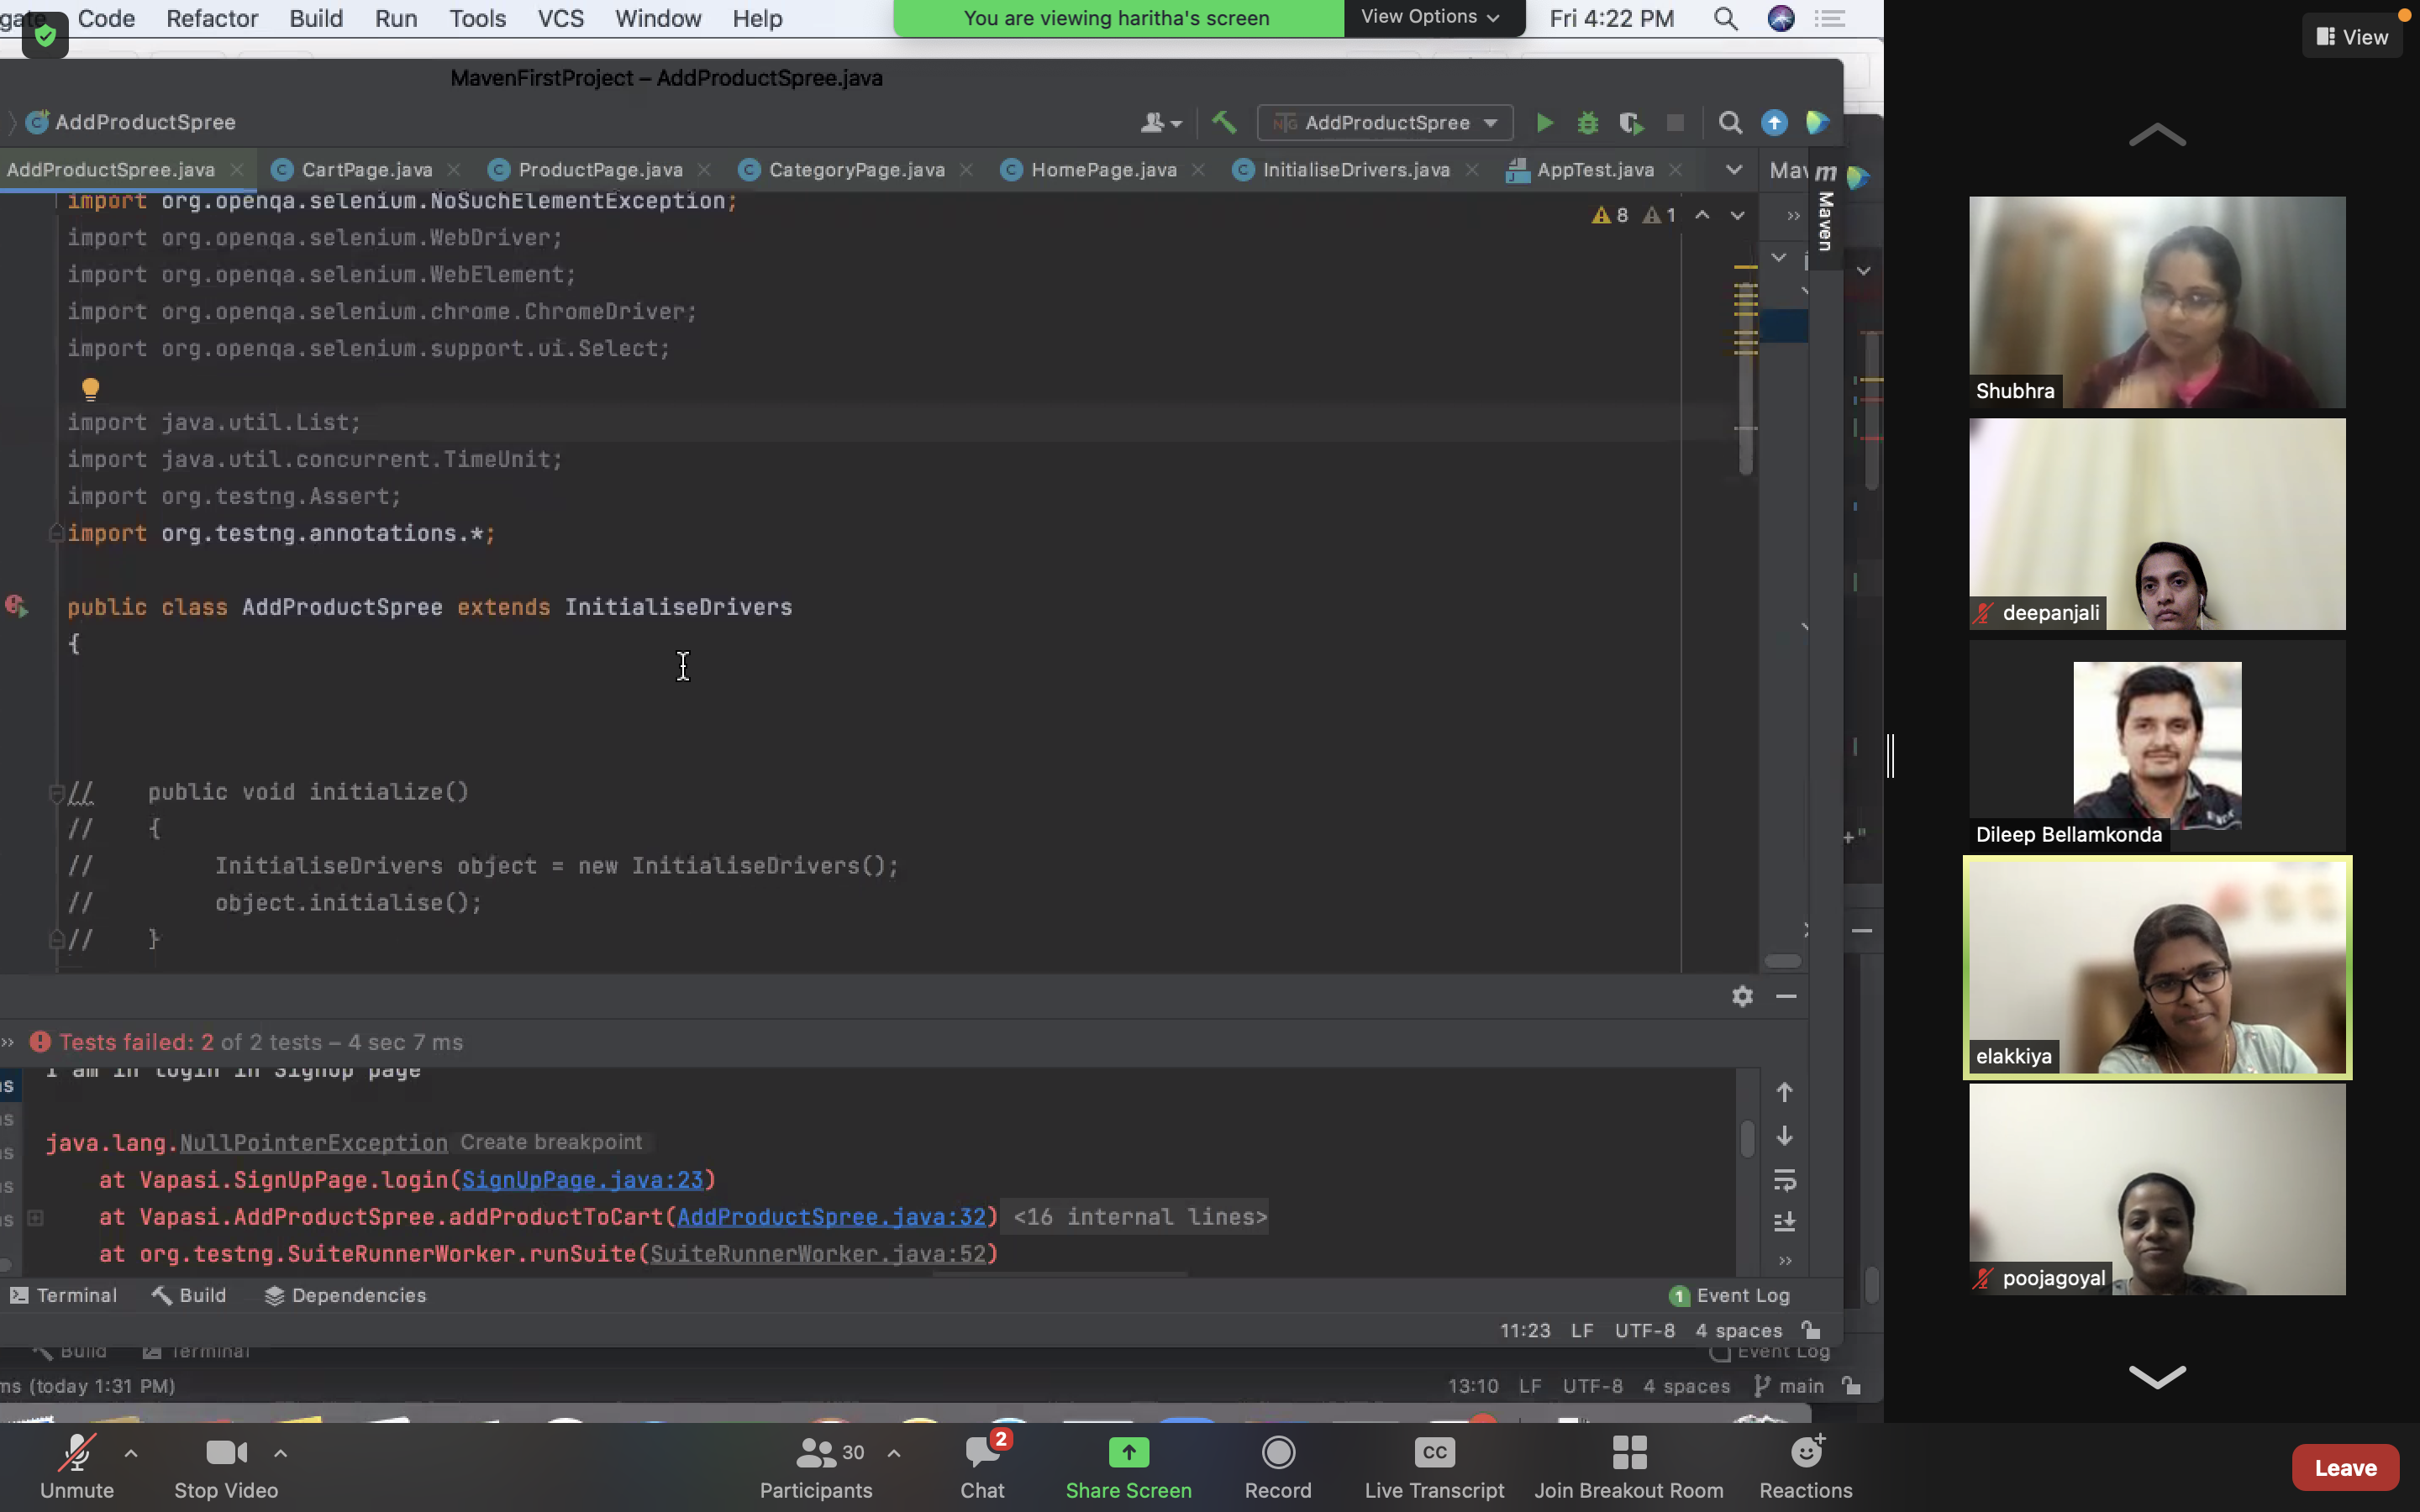 Code Refactor Build Run Tools VCS Window Help
You are viewing haritha's screen
View Options
Fri 4:22 PM
View
MavenFirstProject – AddProductSpree.java
AddProductSpree
AddProductSpree
AddProductSpree.java CartPage.java ProductPage.java CategoryPage.java HomePage.java InitialiseDrivers.java AppTest.java
m Maven
8 1
import org.openqa.selenium.NoSuchElementException;
import org.openqa.selenium.WebDriver;
import org.openqa.selenium.WebElement;
import org.openqa.selenium.chrome.ChromeDriver;
import org.openqa.selenium.support.ui.Select;
import java.util.List;
import java.util.concurrent.TimeUnit;
import org.testng.Assert;
import org.testng.annotations.*;
public class AddProductSpree extends InitialiseDrivers
{
// public void initialize()
// {
// InitialiseDrivers object = new InitialiseDrivers();
// object.initialise();
// }
Tests failed: 2 of 2 tests – 4 sec 7 ms
I am in login in Signup page
java.lang.NullPointerException Create breakpoint
at Vapasi.SignUpPage.login(SignUpPage.java:23)
at Vapasi.AddProductSpree.addProductToCart(AddProductSpree.java:32) <16 internal lines>
at org.testng.SuiteRunnerWorker.runSuite(SuiteRunnerWorker.java:52)
Terminal Build Dependencies
1 Event Log
11:23 LF UTF-8 4 spaces
Build Terminal
Event Log
ms (today 1:31 PM)
13:10 LF UTF-8 4 spaces main
Shubhra
deepanjali
Dileep Bellamkonda
elakkiya
poojagoyal
30
2
CC
Unmute Stop Video Participants Chat Share Screen Record Live Transcript Join Breakout Room Reactions
Leave